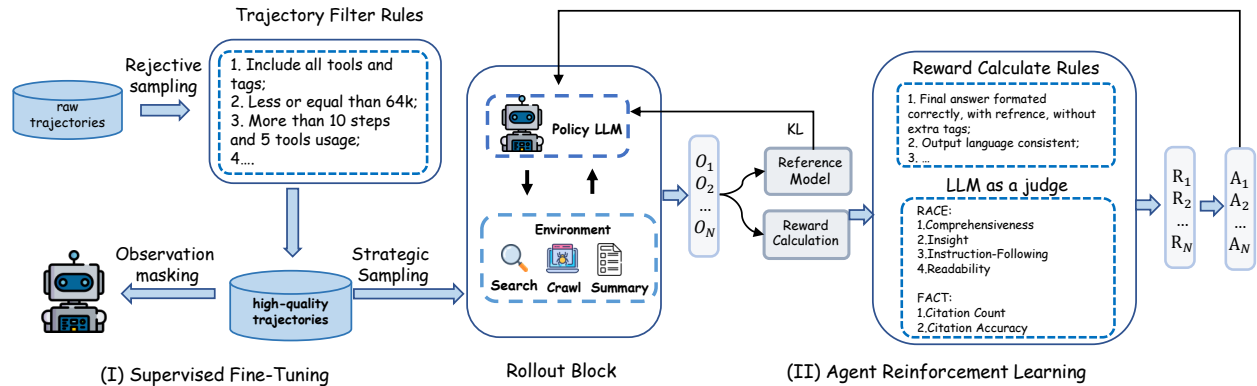 Trajectory Filter Rules
Rejective
sampling
raw
trajectories
1. Include all tools and
tags;
2. Less or equal than 64k;
3. More than 10 steps
and 5 tools usage;
4....
Observation
masking
high-quality
trajectories
Strategic
Sampling
(I) Supervised Fine-Tuning
Policy LLM
Environment
Search
Crawl
Summary
Rollout Block
O1
O2
...
ON
KL
Reference
Model
Reward
Calculation
Reward Calculate Rules
1. Final answer formated
correctly, with refrence, without
extra tags;
2. Output language consistent;
3. ...
LLM as a judge
RACE:
1.Comprehensiveness
2.Insight
3.Instruction-Following
4.Readability
FACT:
1.Citation Count
2.Citation Accuracy
R1
R2
...
RN
A1
A2
...
AN
(II) Agent Reinforcement Learning